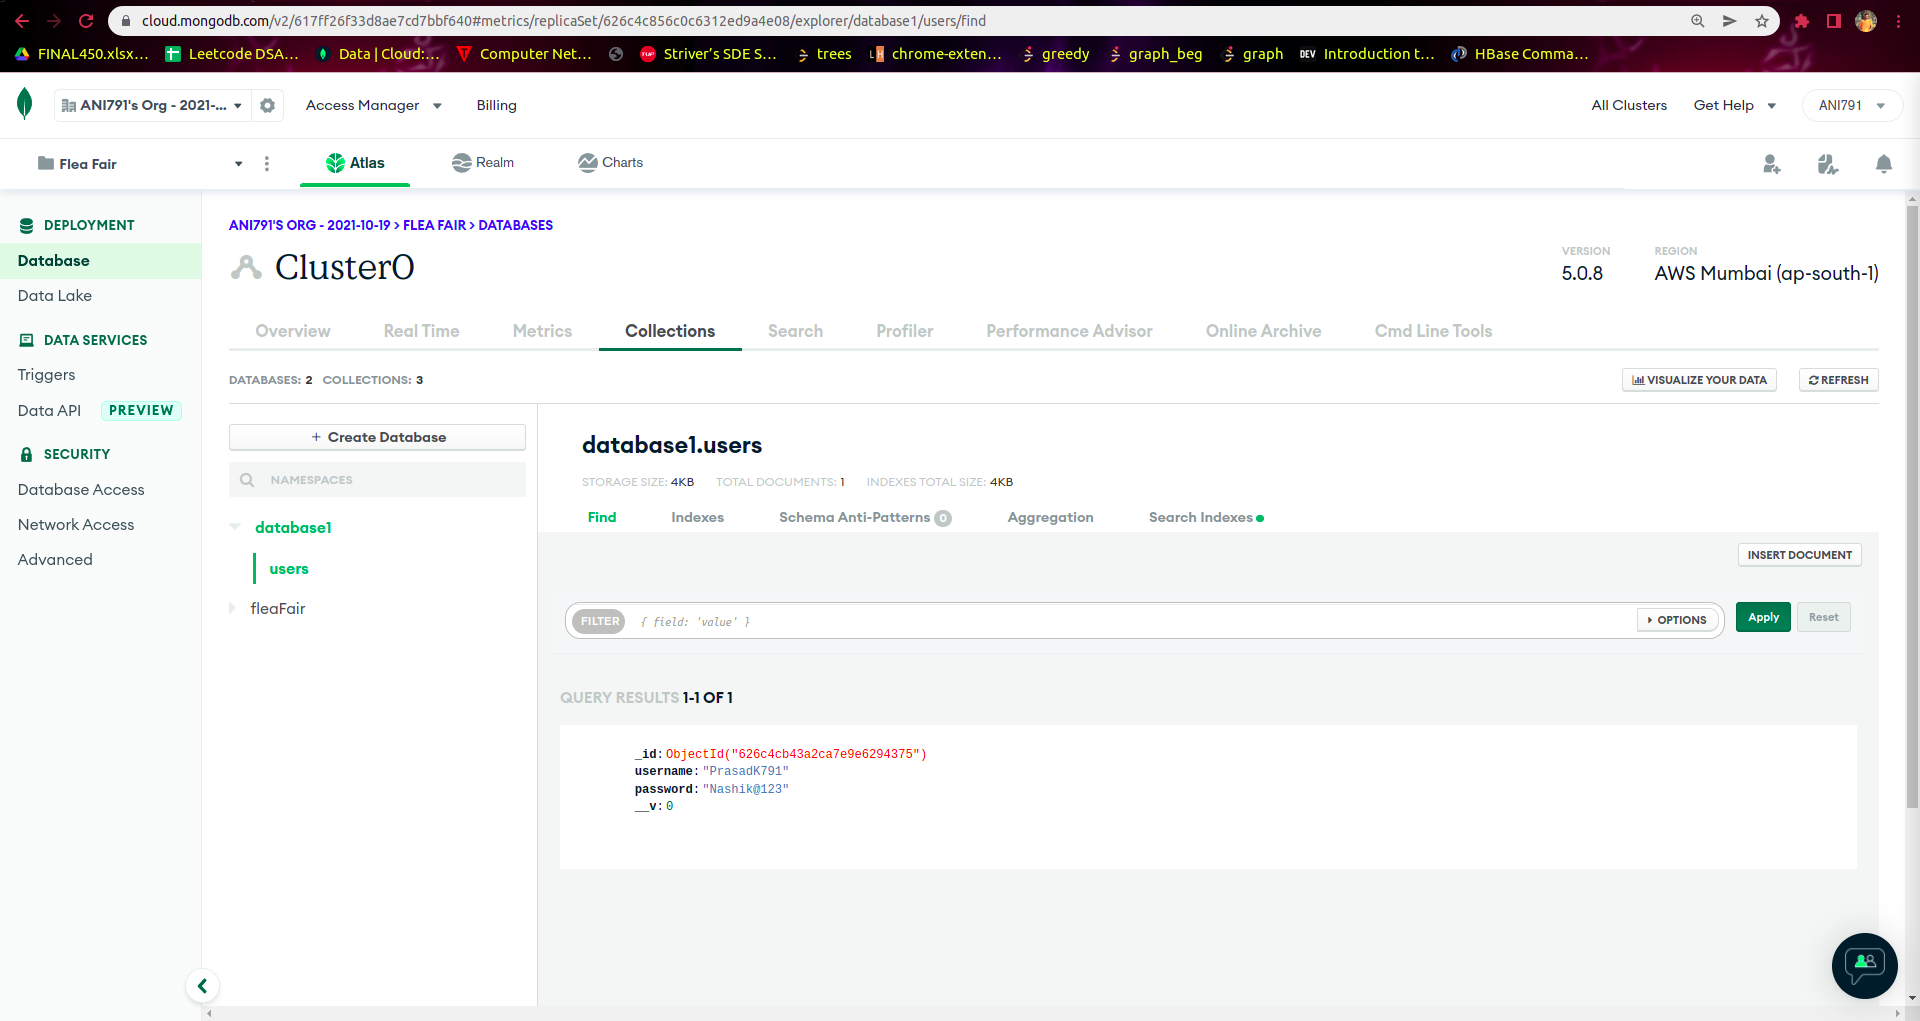 cloud.mongodb.com/v2/617ff26f33d8ae7cd7bbf640#metrics/replicaSet/626c4c856c0c6312ed9a4e08/explorer/database1/users/find
FINAL450.xlsx... Leetcode DSA... Data | Cloud:... Computer Net... Striver's SDE S... trees chrome-exten... greedy graph_beg graph DEV Introduction t... HBase Comma...
ANI791's Org - 2021-... Access Manager Billing All Clusters Get Help ANI791
Flea Fair Atlas Realm Charts
DEPLOYMENT
Database
Data Lake
DATA SERVICES
Triggers
Data API PREVIEW
SECURITY
Database Access
Network Access
Advanced
ANI791'S ORG - 2021-10-19 > FLEA FAIR > DATABASES
Cluster0
VERSION
5.0.8
REGION
AWS Mumbai (ap-south-1)
Overview Real Time Metrics Collections Search Profiler Performance Advisor Online Archive Cmd Line Tools
DATABASES: 2 COLLECTIONS: 3 VISUALIZE YOUR DATA REFRESH
+ Create Database
NAMESPACES
database1
users
fleaFair
database1.users
STORAGE SIZE: 4KB TOTAL DOCUMENTS: 1 INDEXES TOTAL SIZE: 4KB
Find Indexes Schema Anti-Patterns 0 Aggregation Search Indexes
INSERT DOCUMENT
FILTER { field: 'value' } OPTIONS Apply Reset
QUERY RESULTS 1-1 OF 1
_id: ObjectId("626c4cb43a2ca7e9e6294375")
username: "PrasadK791"
password: "Nashik@123"
__v: 0